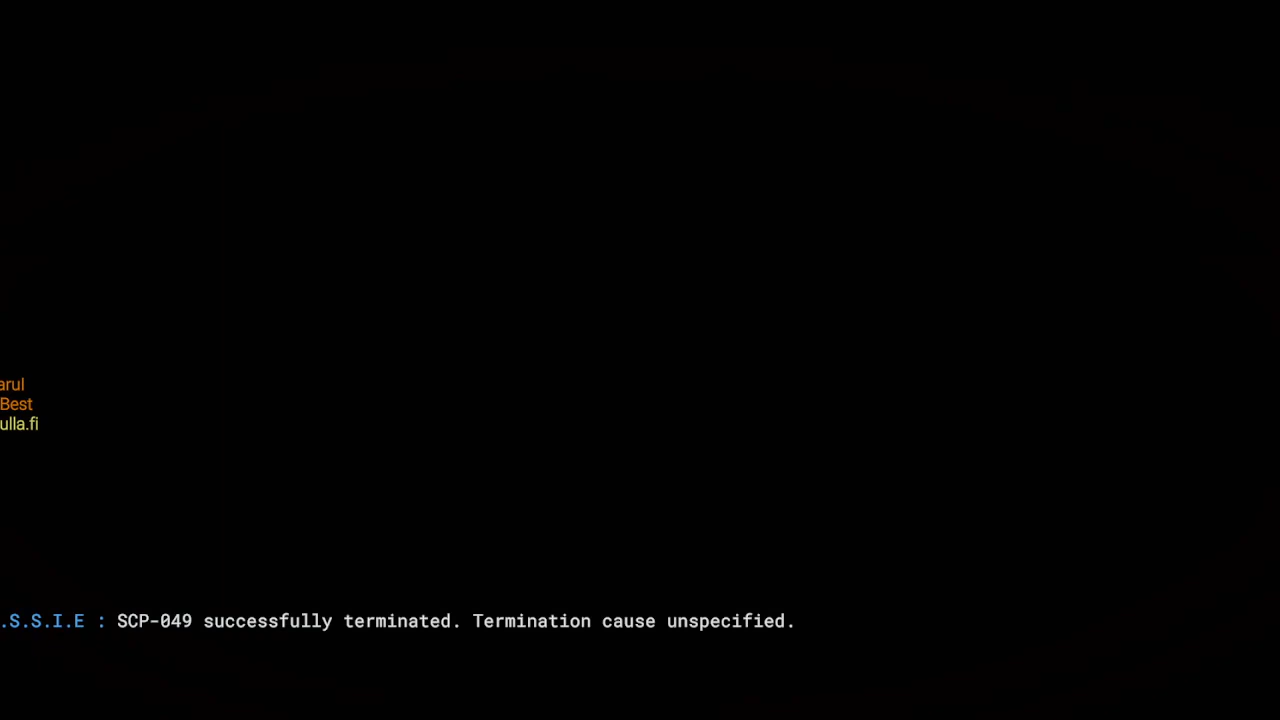 arul
Best
ulla.fi
.S.S.I.E : SCP-049 successfully terminated. Termination cause unspecified.